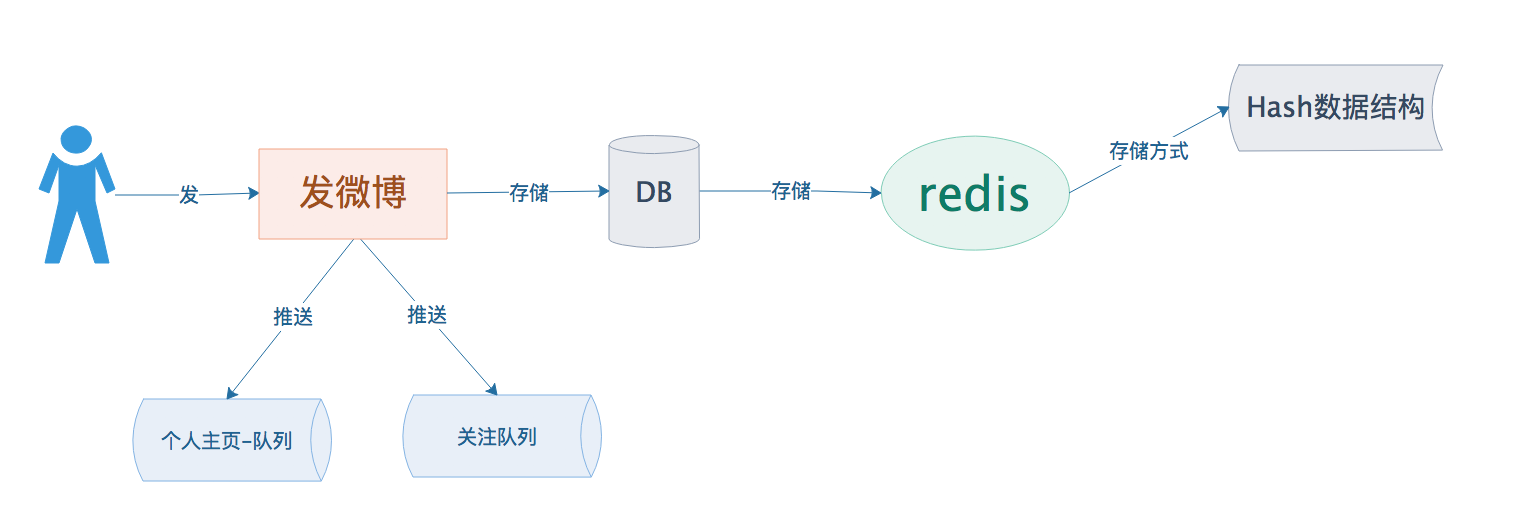 Hash数据结构
存储方式
发
发微博
存储
DB
存储
redis
推送
推送
个人主页-队列
关注队列